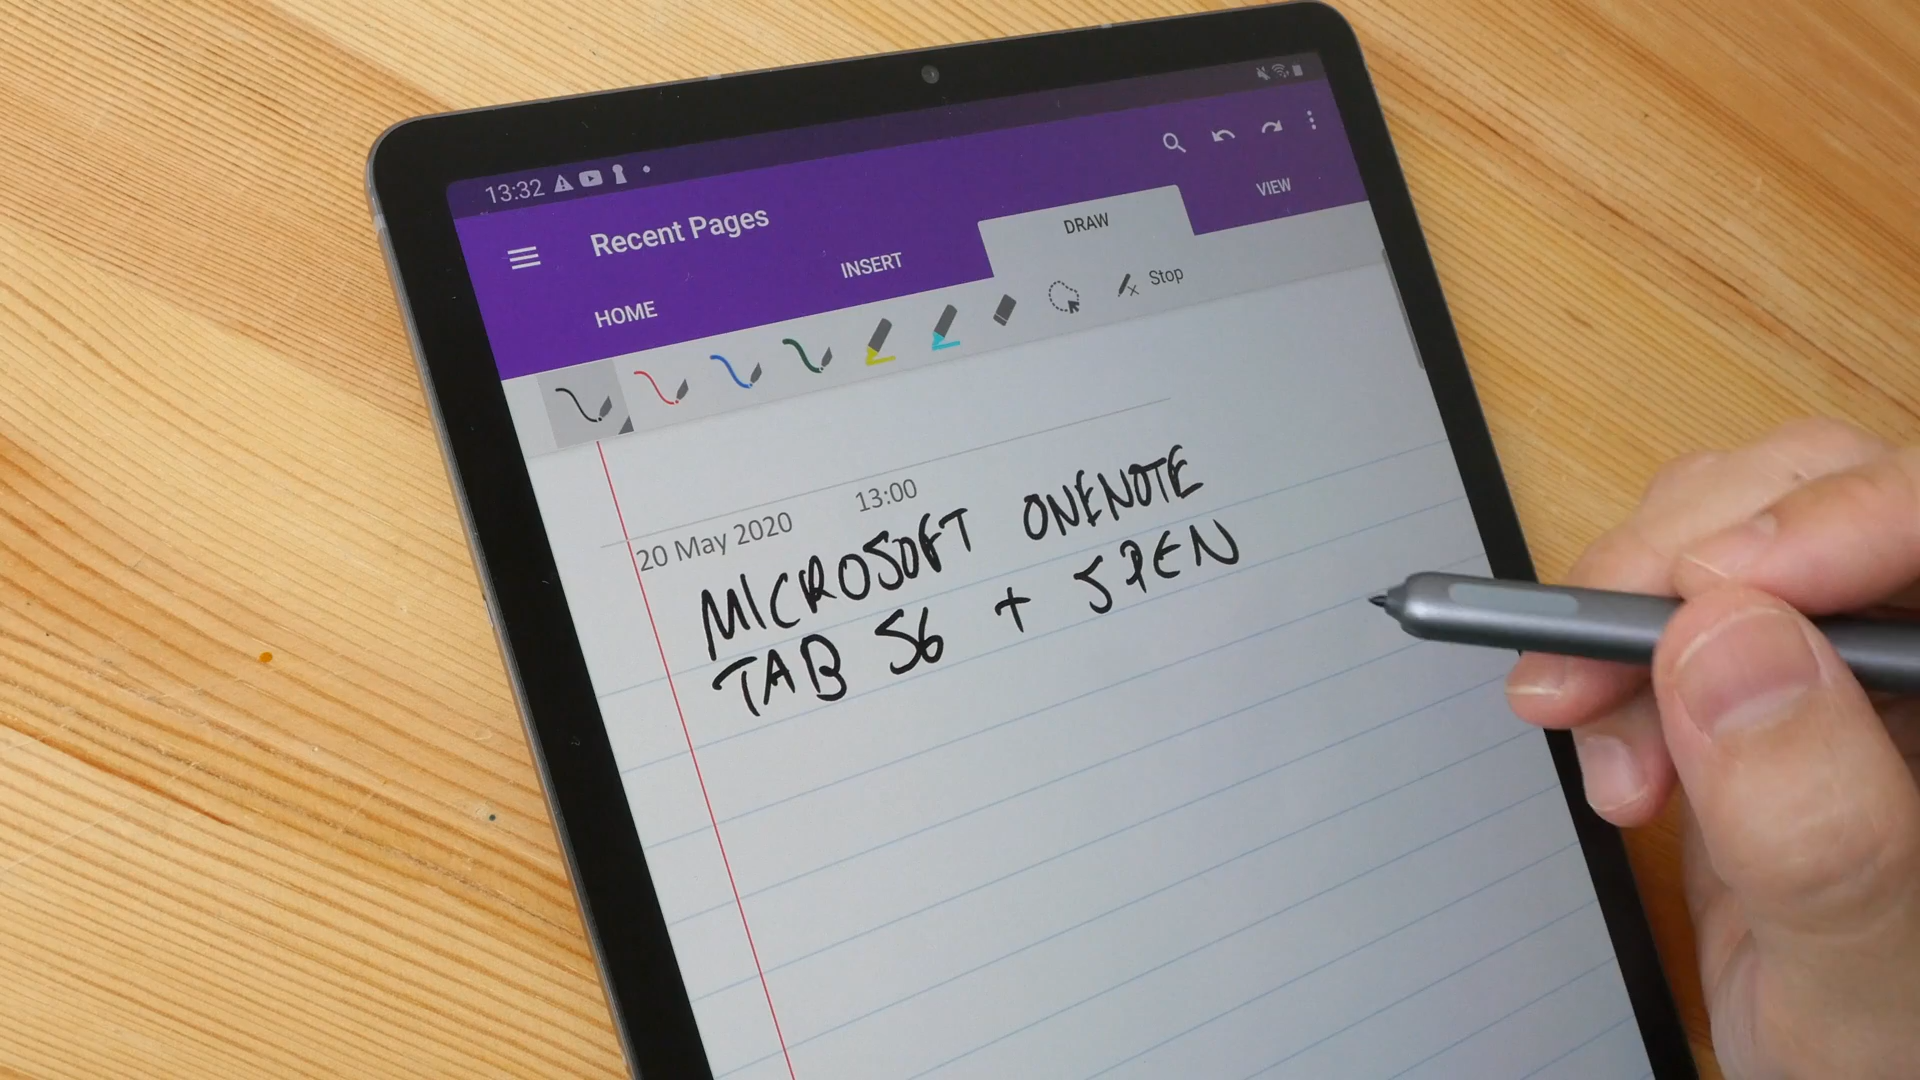 13:32
Recent Pages
HOME INSERT DRAW VIEW
Stop
20 May 2020 13:00
MICROSOFT ONENOTE
TAB S6 + SPEN